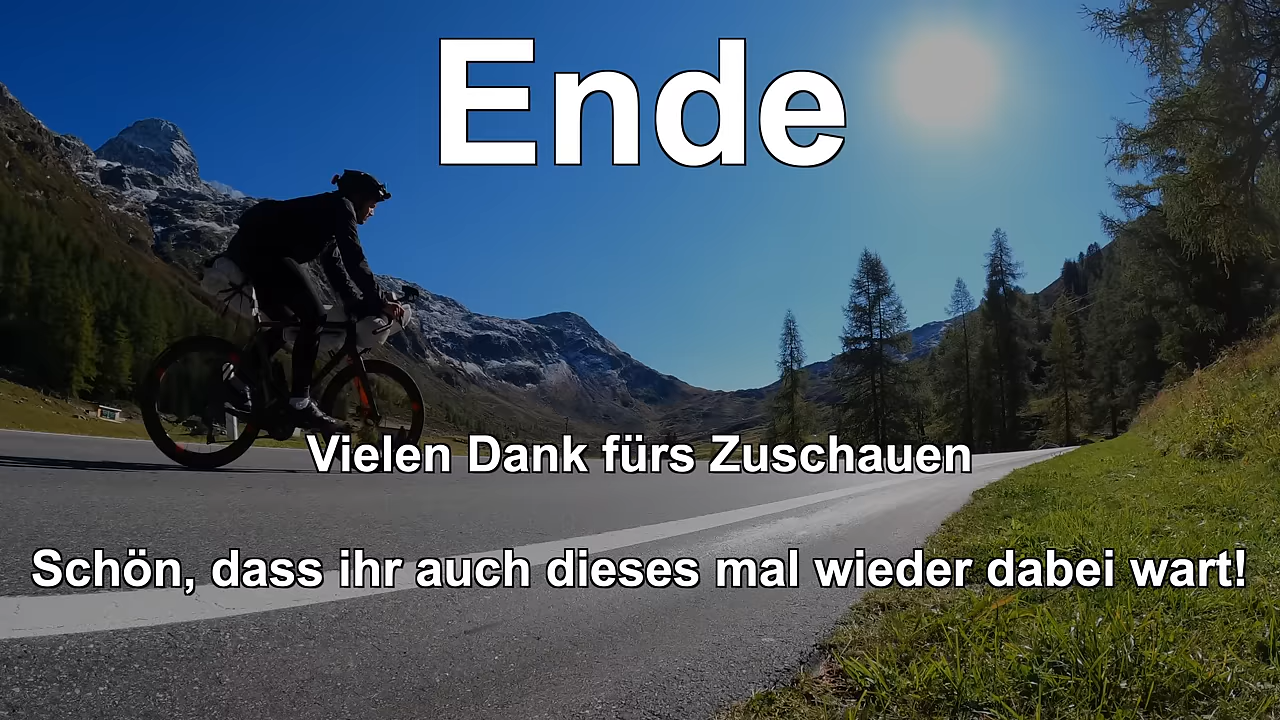 Ende
Vielen Dank fürs Zuschauen
Schön, dass ihr auch dieses mal wieder dabei wart!